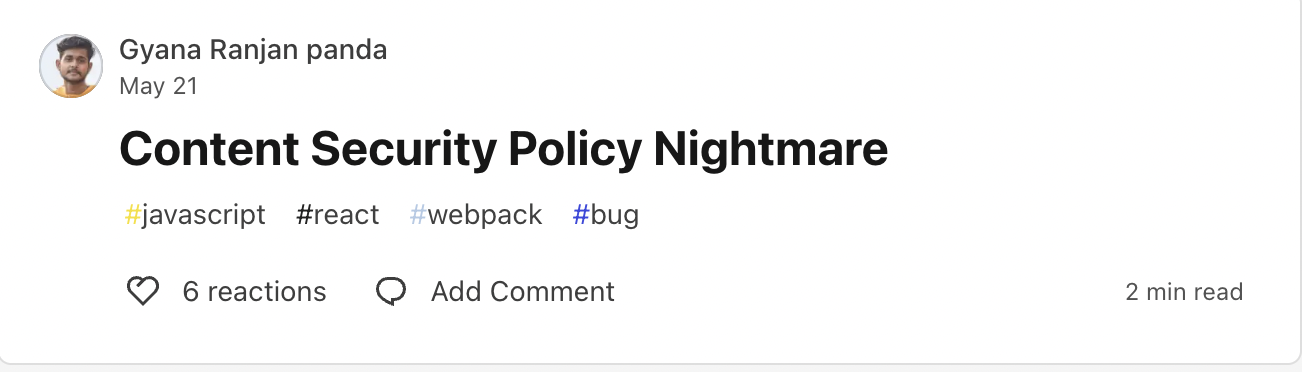 Gyana Ranjan panda
May 21
Content Security Policy Nightmare
#javascript #react #webpack #bug
6 reactions Add Comment 2 min read